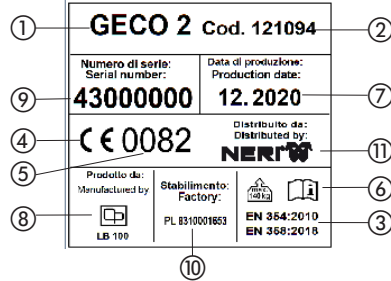 ① GECO 2 Cod. 121094 ②
Numero di serie:
Serial number:
⑨ 43000000
Data di produzione:
Production date:
12.2020 ⑦
④ CE 0082
⑤
Distribuito da:
Distributed by:
NERI ⑪
Prodotto da:
Manufactured by
⑧
LB 100
Stabilimento:
Factory:
PL 8310001653
⑩
max.
140kg
i ⑥
EN 354:2010 ③
EN 358:2018